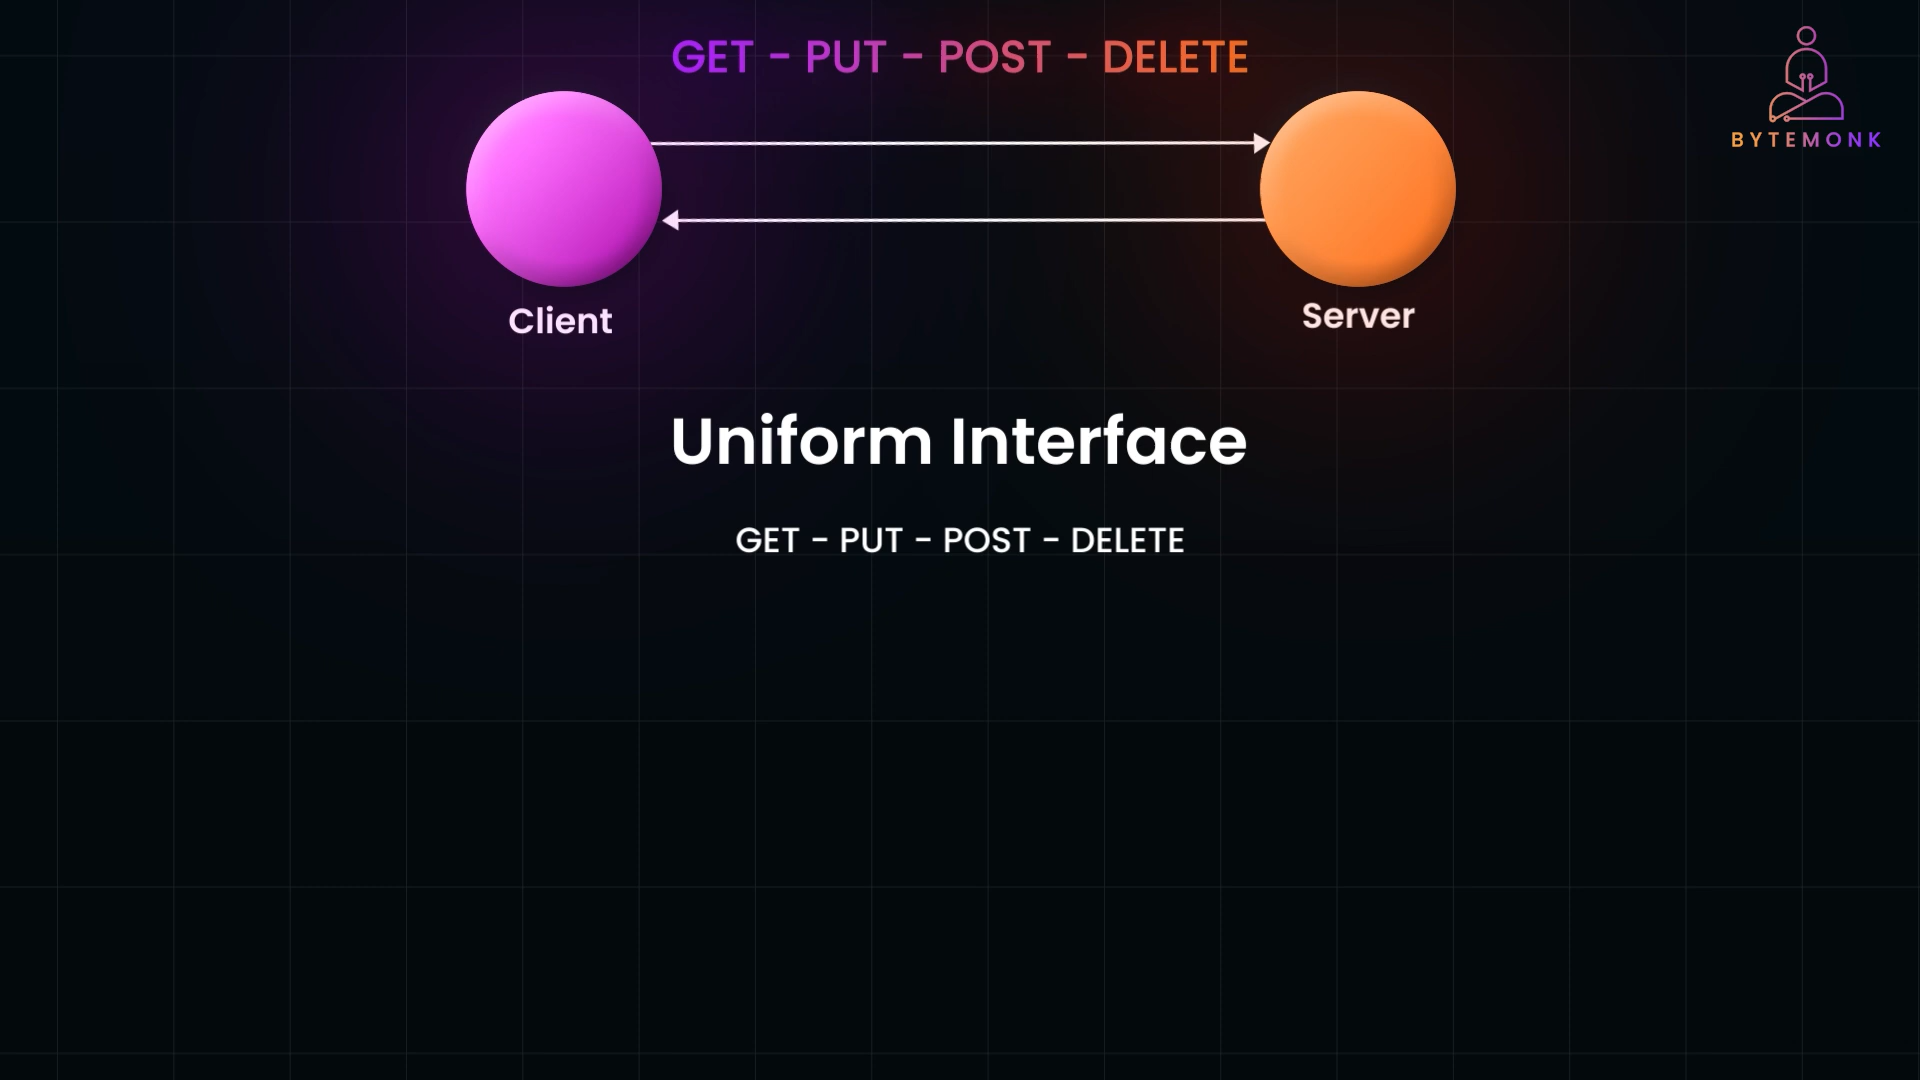 GET - PUT - POST - DELETE
BYTEMONK
Client
Server
Uniform Interface
GET - PUT - POST - DELETE